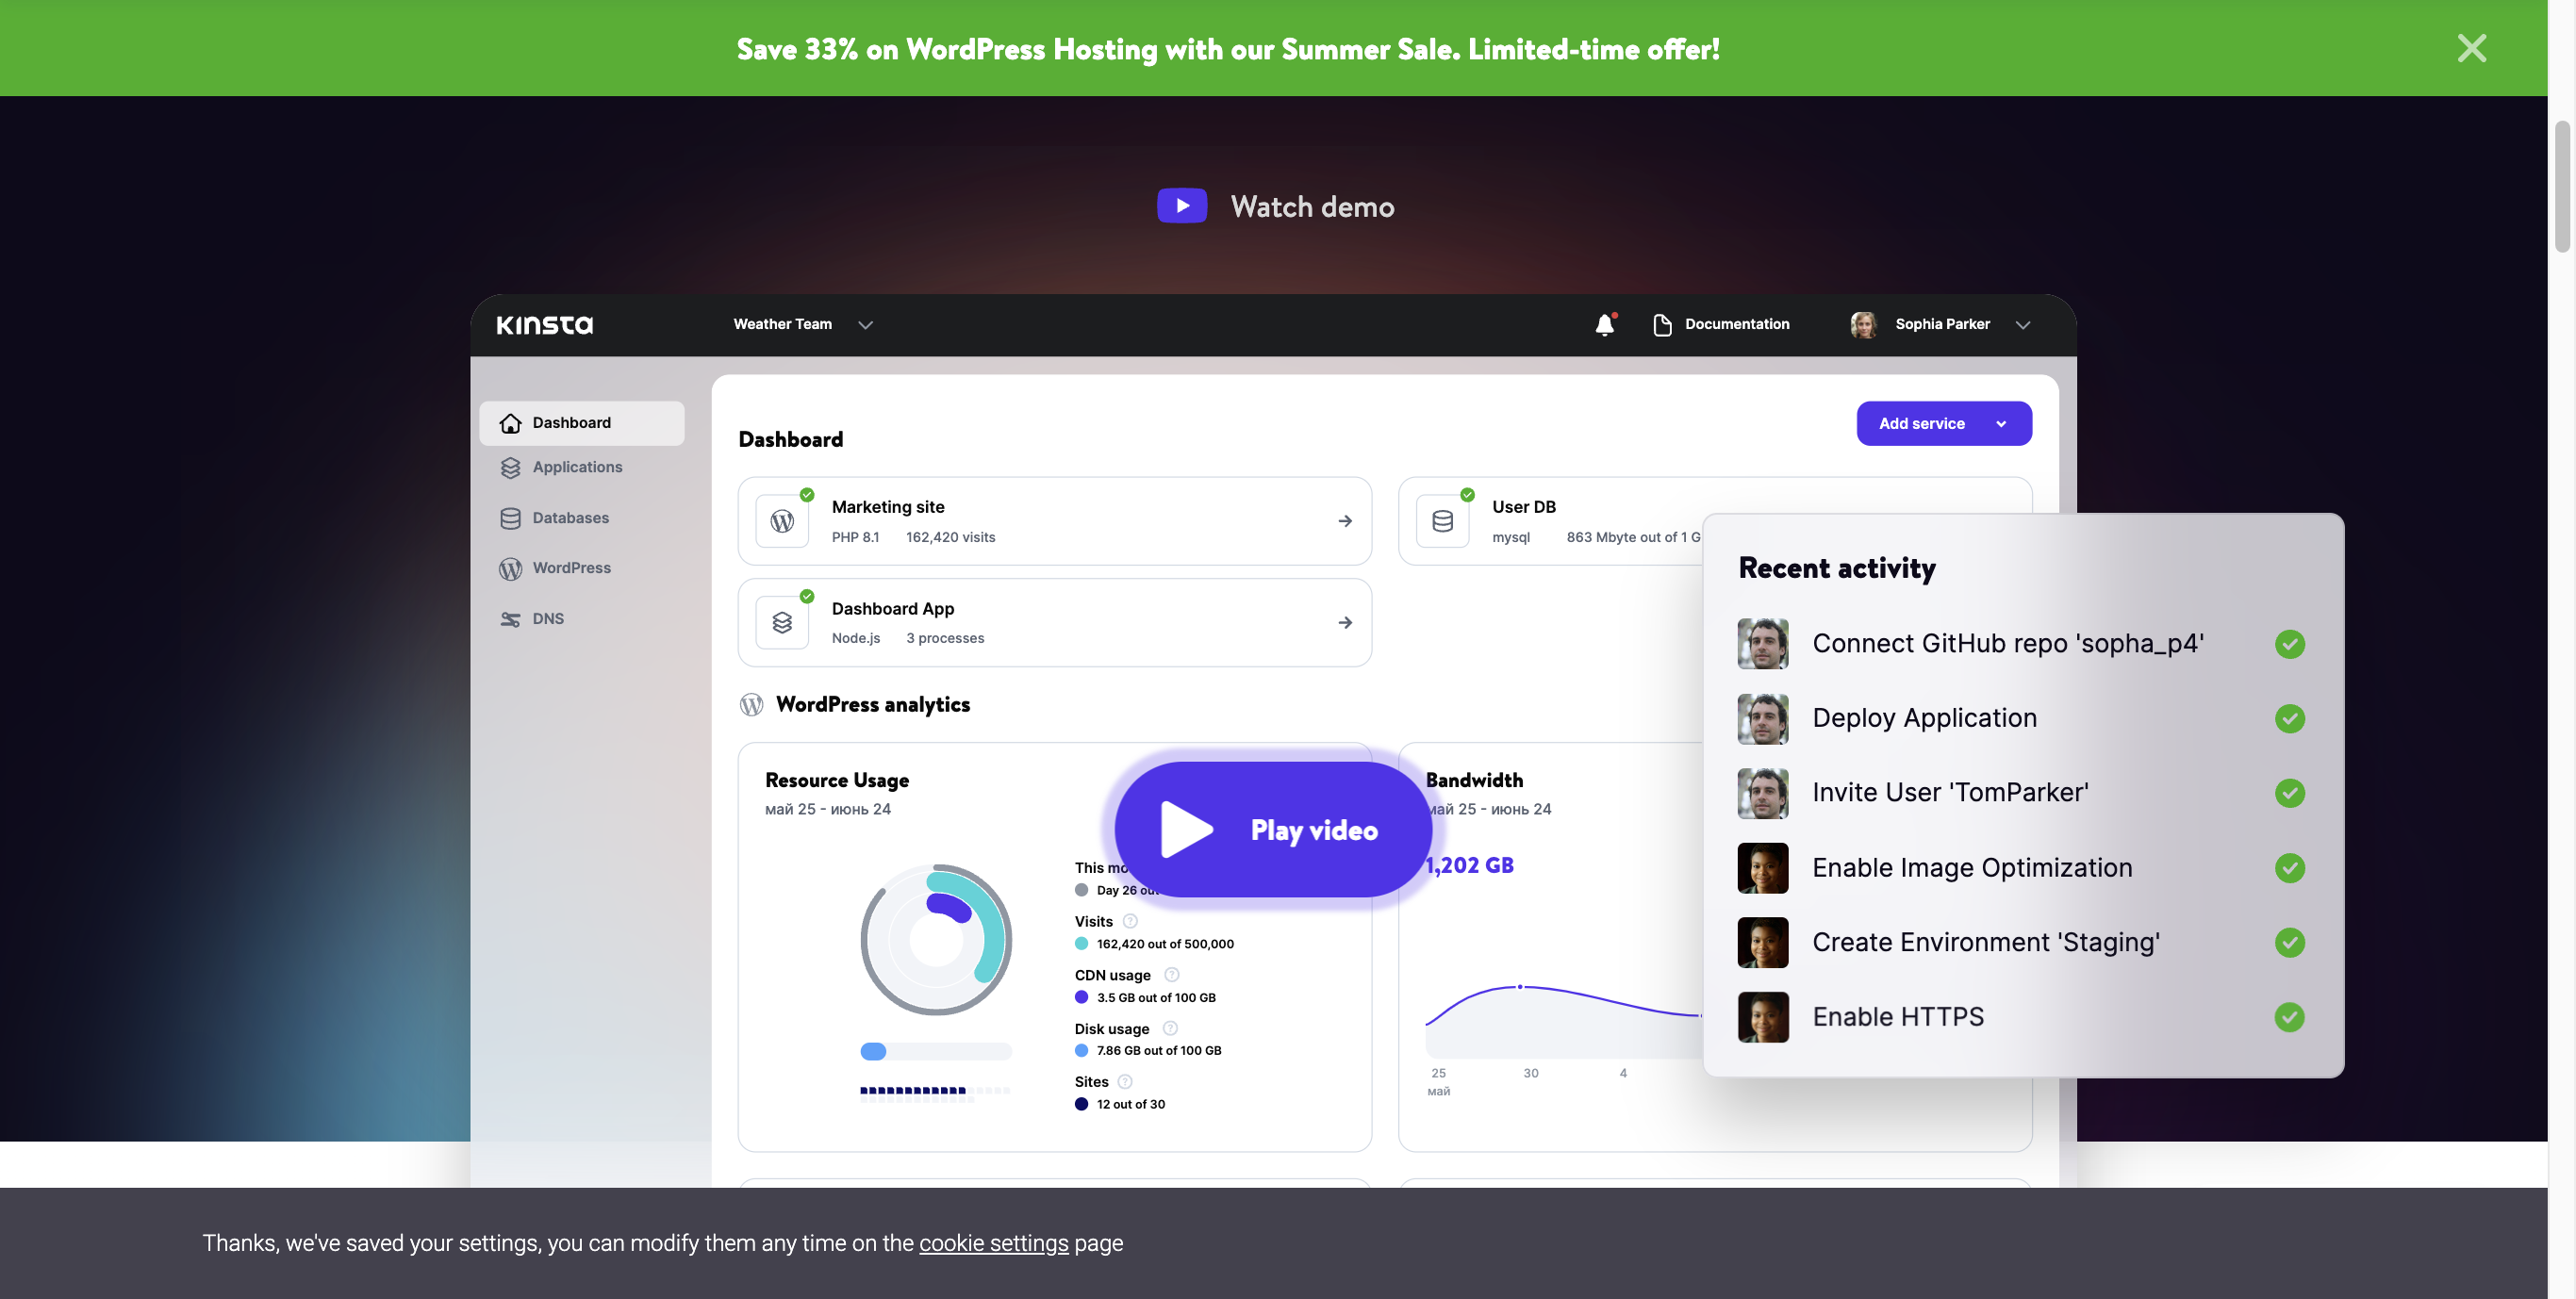 Save 33% on WordPress Hosting with our Summer Sale. Limited-time offer!
Watch demo
KINSTA
Weather Team
Documentation
Sophia Parker
Dashboard
Applications
Databases
WordPress
DNS
Dashboard
Add service
Marketing site
PHP 8.1 162,420 visits
User DB
mysql 863 Mbyte out of 1 G
Dashboard App
Node.js 3 processes
WordPress analytics
Resource Usage
май 25 - июнь 24
This mo
Day 26 out
Visits
162,420 out of 500,000
CDN usage
3.5 GB out of 100 GB
Disk usage
7.86 GB out of 100 GB
Sites
12 out of 30
Play video
Bandwidth
май 25 - июнь 24
1,202 GB
25 30 4
май
Recent activity
Connect GitHub repo 'sopha_p4'
Deploy Application
Invite User 'TomParker'
Enable Image Optimization
Create Environment 'Staging'
Enable HTTPS
Thanks, we've saved your settings, you can modify them any time on the cookie settings page